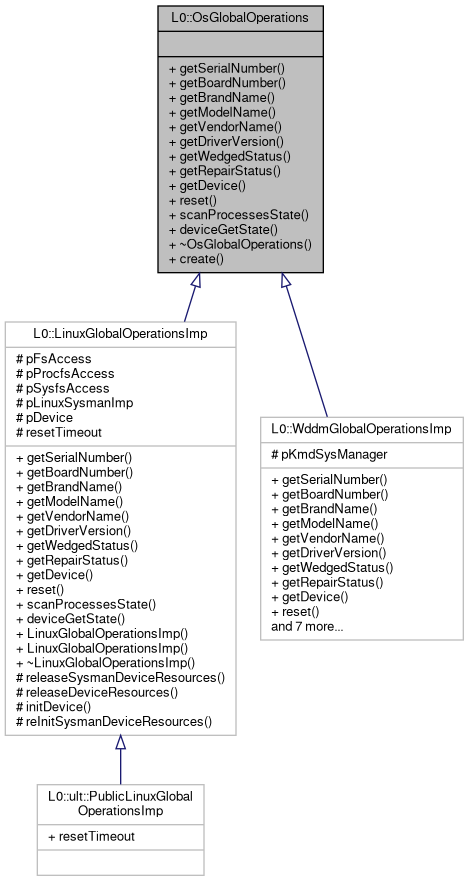 L0::OsGlobalOperations
+ getSerialNumber()
+ getBoardNumber()
+ getBrandName()
+ getModelName()
+ getVendorName()
+ getDriverVersion()
+ getWedgedStatus()
+ getRepairStatus()
+ getDevice()
+ reset()
+ scanProcessesState()
+ deviceGetState()
+ ~OsGlobalOperations()
+ create()
L0::LinuxGlobalOperationsImp
# pFsAccess
# pProcfsAccess
# pSysfsAccess
# pLinuxSysmanImp
# pDevice
# resetTimeout
+ getSerialNumber()
+ getBoardNumber()
+ getBrandName()
+ getModelName()
+ getVendorName()
+ getDriverVersion()
+ getWedgedStatus()
+ getRepairStatus()
+ getDevice()
+ reset()
+ scanProcessesState()
+ deviceGetState()
+ LinuxGlobalOperationsImp()
+ LinuxGlobalOperationsImp()
+ ~LinuxGlobalOperationsImp()
# releaseSysmanDeviceResources()
# releaseDeviceResources()
# initDevice()
# reInitSysmanDeviceResources()
L0::WddmGlobalOperationsImp
# pKmdSysManager
+ getSerialNumber()
+ getBoardNumber()
+ getBrandName()
+ getModelName()
+ getVendorName()
+ getDriverVersion()
+ getWedgedStatus()
+ getRepairStatus()
+ getDevice()
+ reset()
and 7 more...
L0::ult::PublicLinuxGlobal
OperationsImp
+ resetTimeout